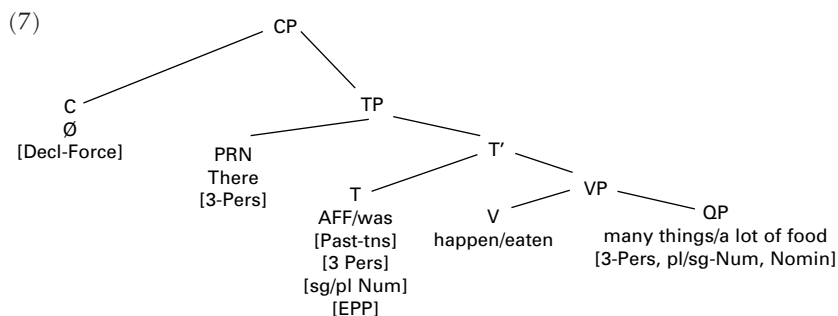 (7)
CP
C
Ø
[Decl-Force]
TP
PRN
There
[3-Pers]
T'
T
AFF/was
[Past-tns]
[3 Pers]
[sg/pl Num]
[EPP]
VP
V
happen/eaten
QP
many things/a lot of food
[3-Pers, pl/sg-Num, Nomin]